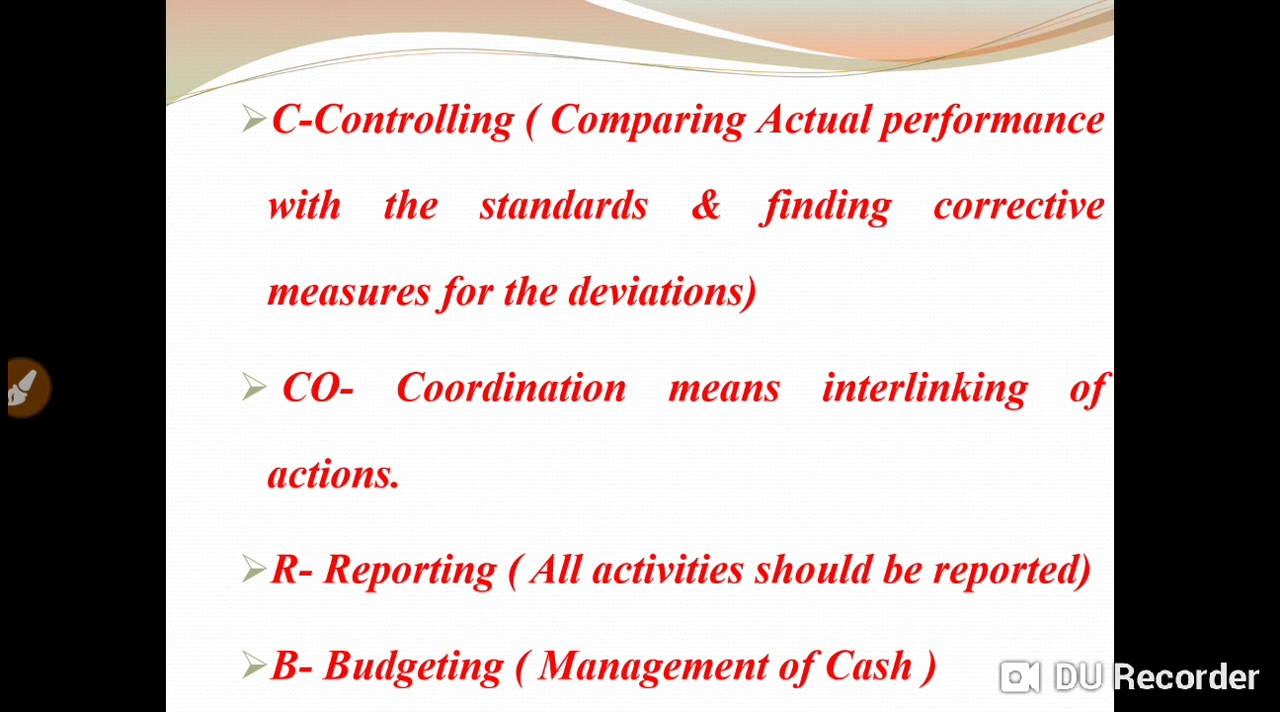 C-Controlling ( Comparing Actual performance
with the standards & finding corrective
measures for the deviations)
CO- Coordination means interlinking of
actions.
R- Reporting ( All activities should be reported)
B- Budgeting ( Management of Cash )
DU Recorder